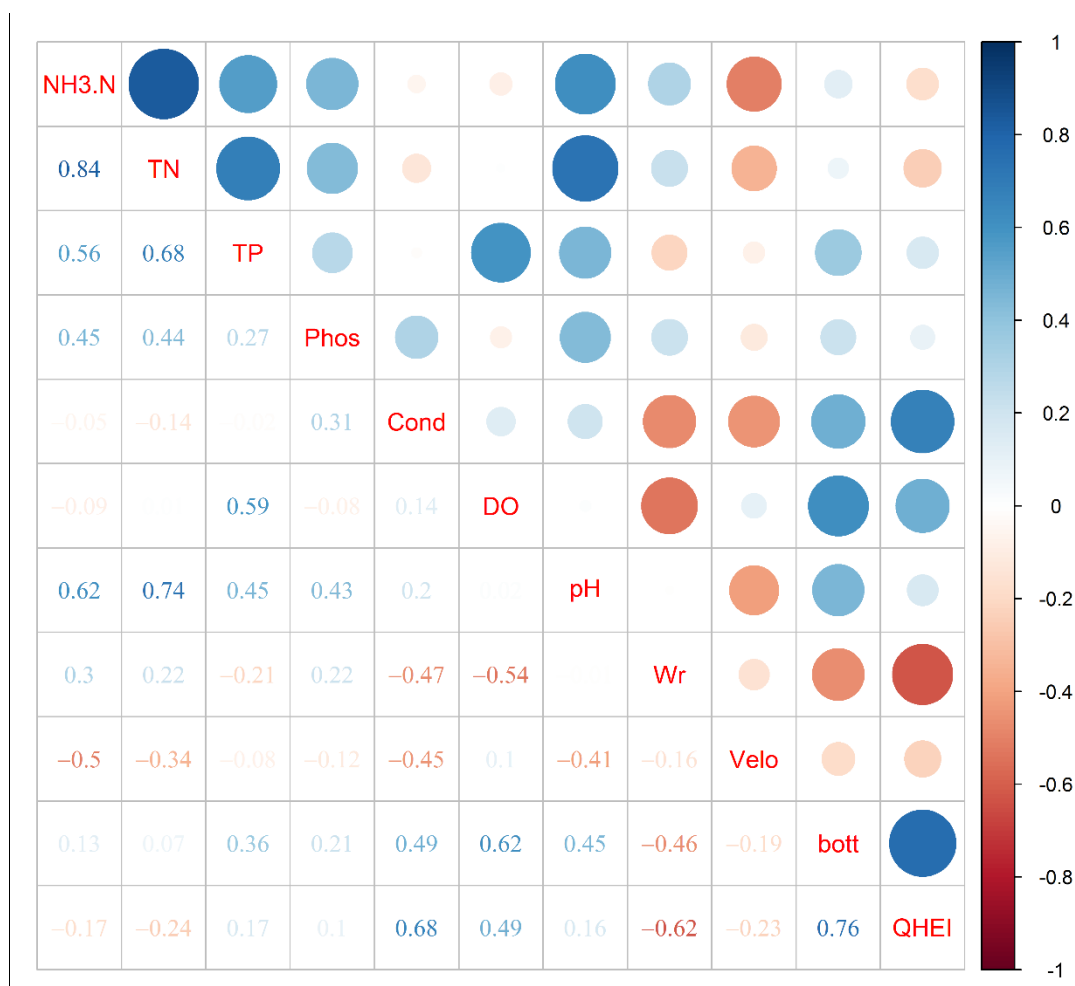 NH3.N
0.84 TN
0.56 0.68 TP
0.45 0.44 0.27 Phos
−0.05 −0.14 −0.02 0.31 Cond
−0.09 0.59 −0.08 0.14 DO
0.62 0.74 0.45 0.43 0.2 pH
0.3 0.22 −0.21 0.22 −0.47 −0.54 Wr
−0.5 −0.34 −0.08 −0.12 −0.45 0.1 −0.41 −0.16 Velo
0.13 0.07 0.36 0.21 0.49 0.62 0.45 −0.46 −0.19 bott
−0.17 −0.24 0.17 0.1 0.68 0.49 0.16 −0.62 −0.23 0.76 QHEI
1
0.8
0.6
0.4
0.2
0
-0.2
-0.4
-0.6
-0.8
-1